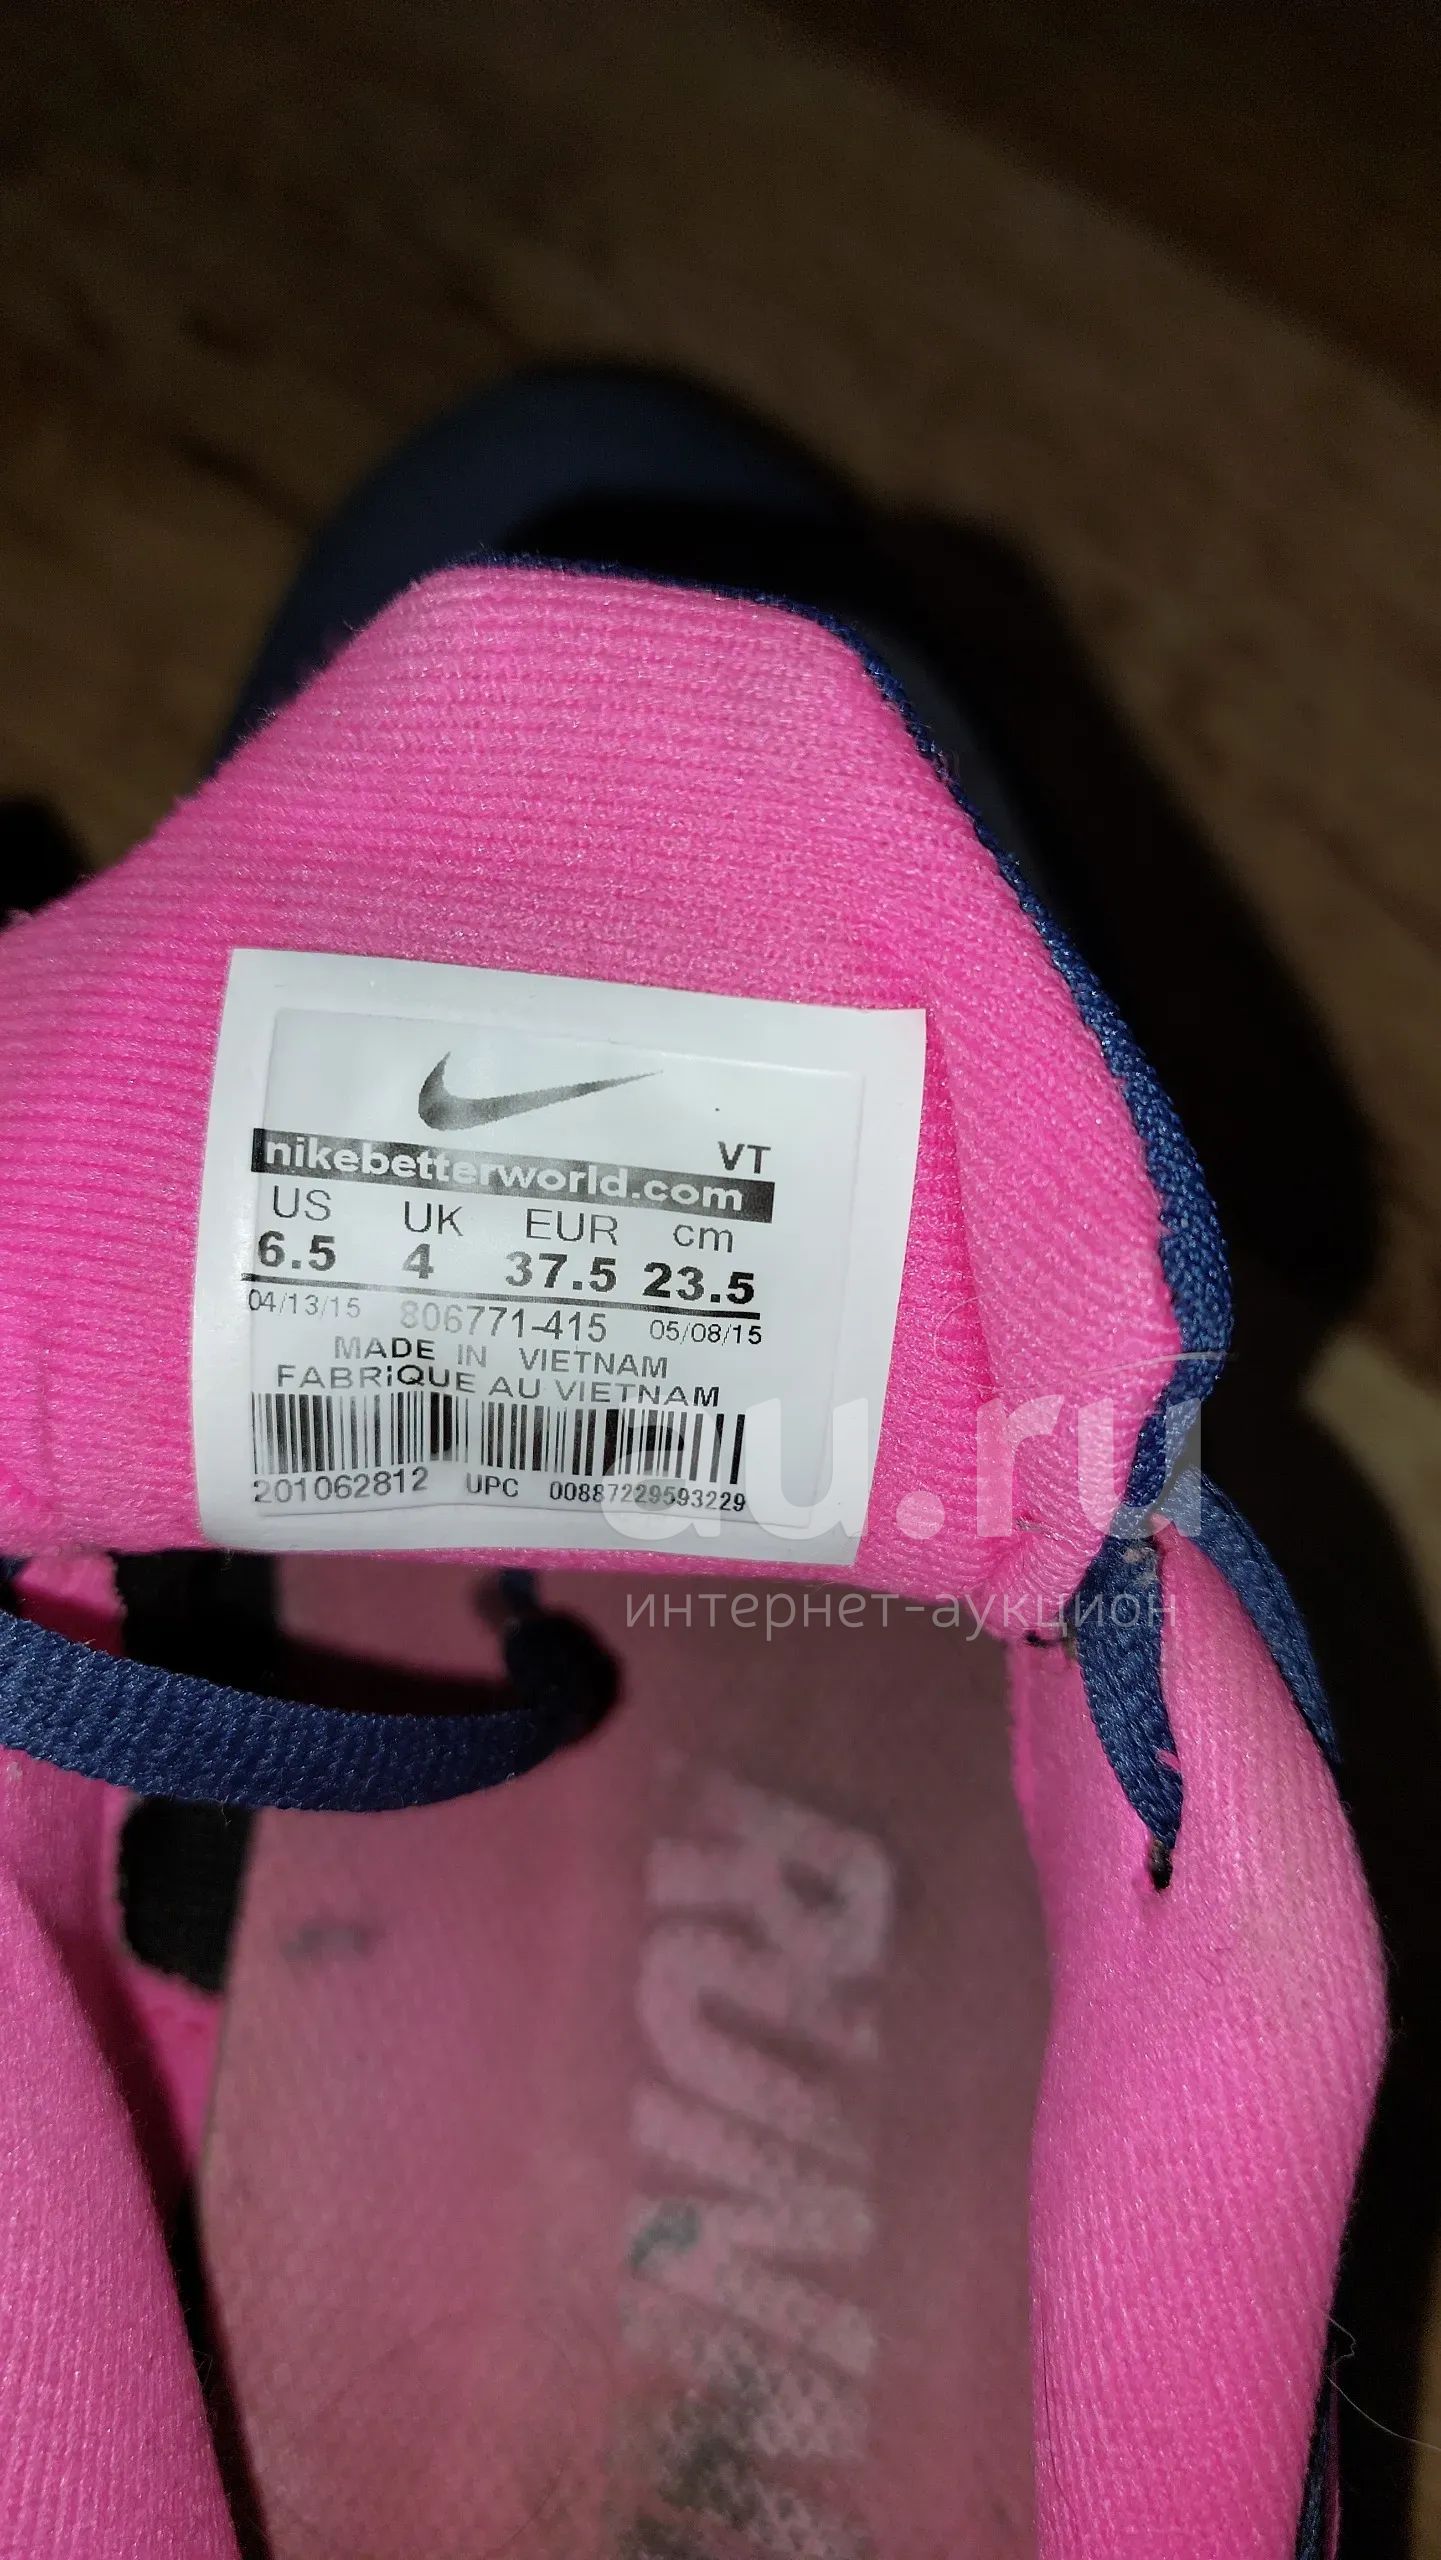 VT
nikebetterworld.com
US UK EUR cm
6.5 4 37.5 23.5
04/13/15 806771-415 05/08/15
MADE IN VIETNAM
FABRiQUE AU VIETNAM
201062812 UPC 00887229593229
au.ru
интернет-аукцион